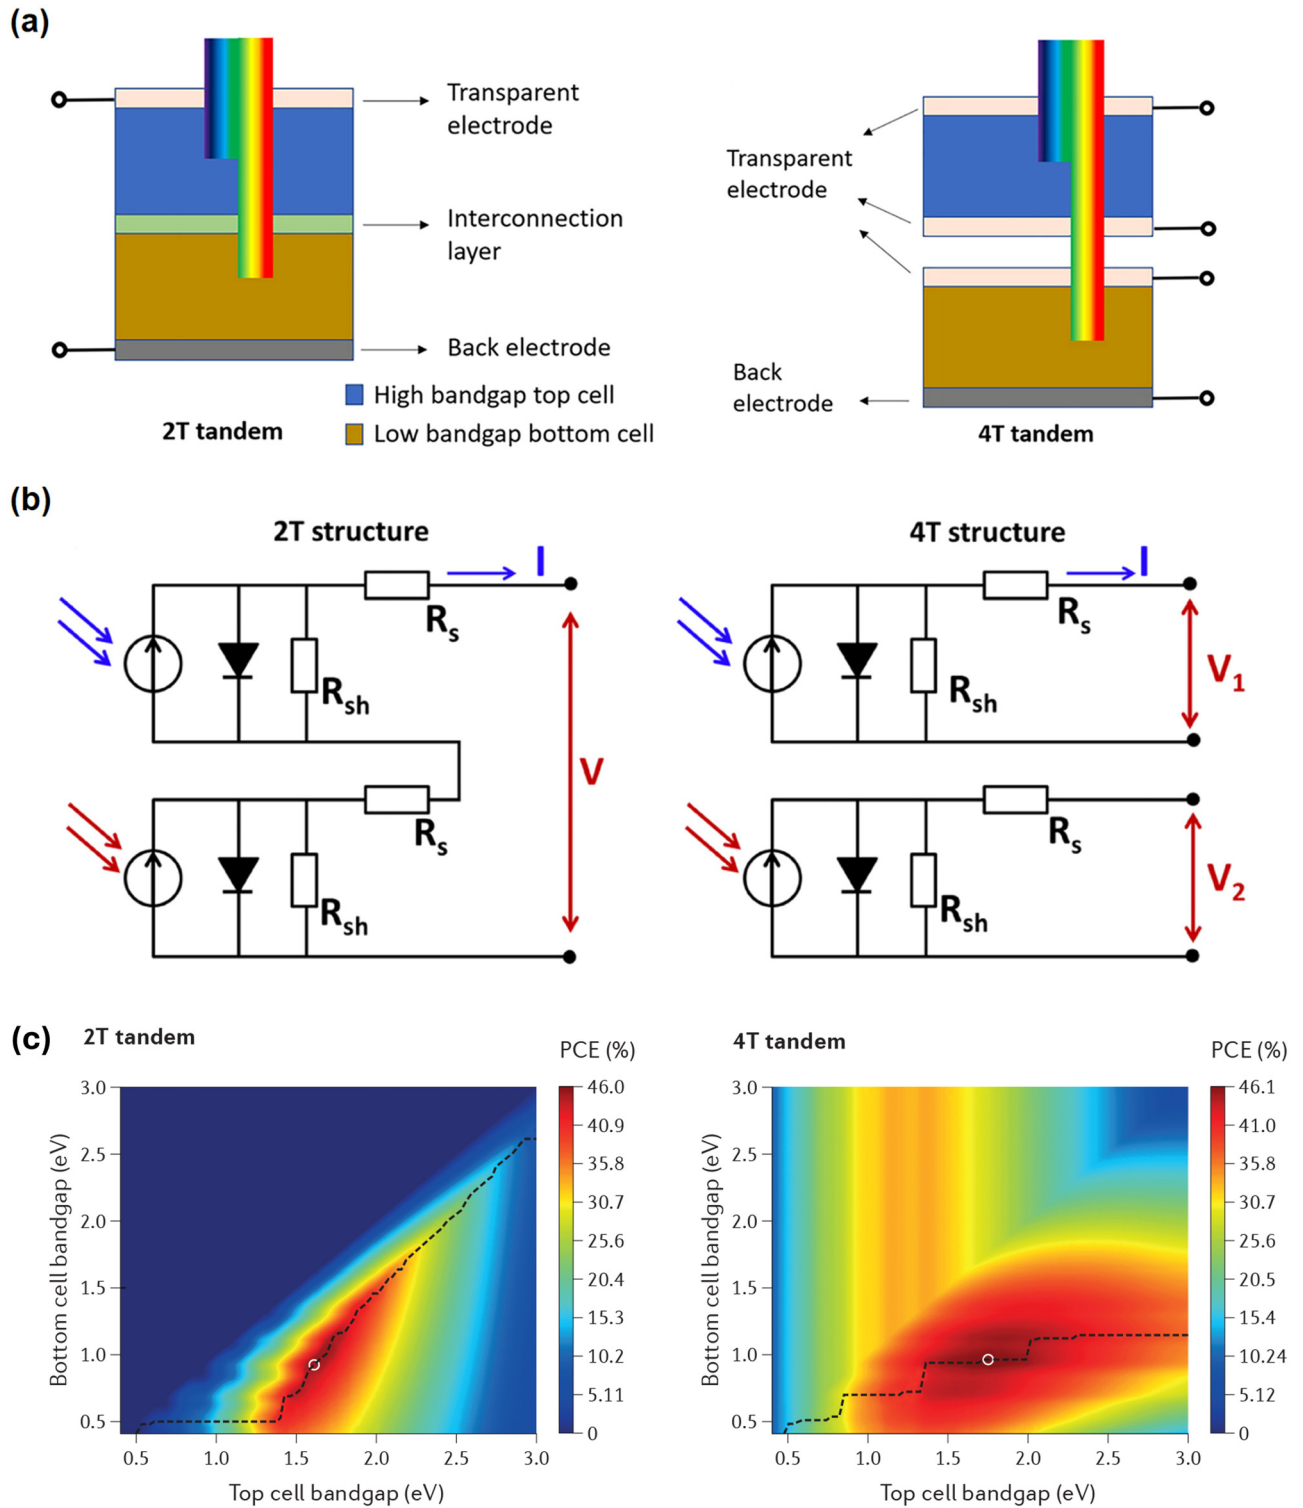 (a)
Transparent
electrode
Interconnection
layer
Back electrode
High bandgap top cell
Low bandgap bottom cell
2T tandem
Transparent
electrode
Back
electrode
4T tandem
(b)
2T structure
I
Rs
Rsh
V
Rs
Rsh
4T structure
I
Rs
Rsh
V1
Rs
Rsh
V2
(c)
2T tandem
PCE (%)
3.0
2.5
2.0
1.5
1.0
0.5
Bottom cell bandgap (eV)
0.5 1.0 1.5 2.0 2.5 3.0
Top cell bandgap (eV)
46.0
40.9
35.8
30.7
25.6
20.4
15.3
10.2
5.11
0
4T tandem
PCE (%)
3.0
2.5
2.0
1.5
1.0
0.5
Bottom cell bandgap (eV)
0.5 1.0 1.5 2.0 2.5 3.0
Top cell bandgap (eV)
46.1
41.0
35.8
30.7
25.6
20.5
15.4
10.24
5.12
0